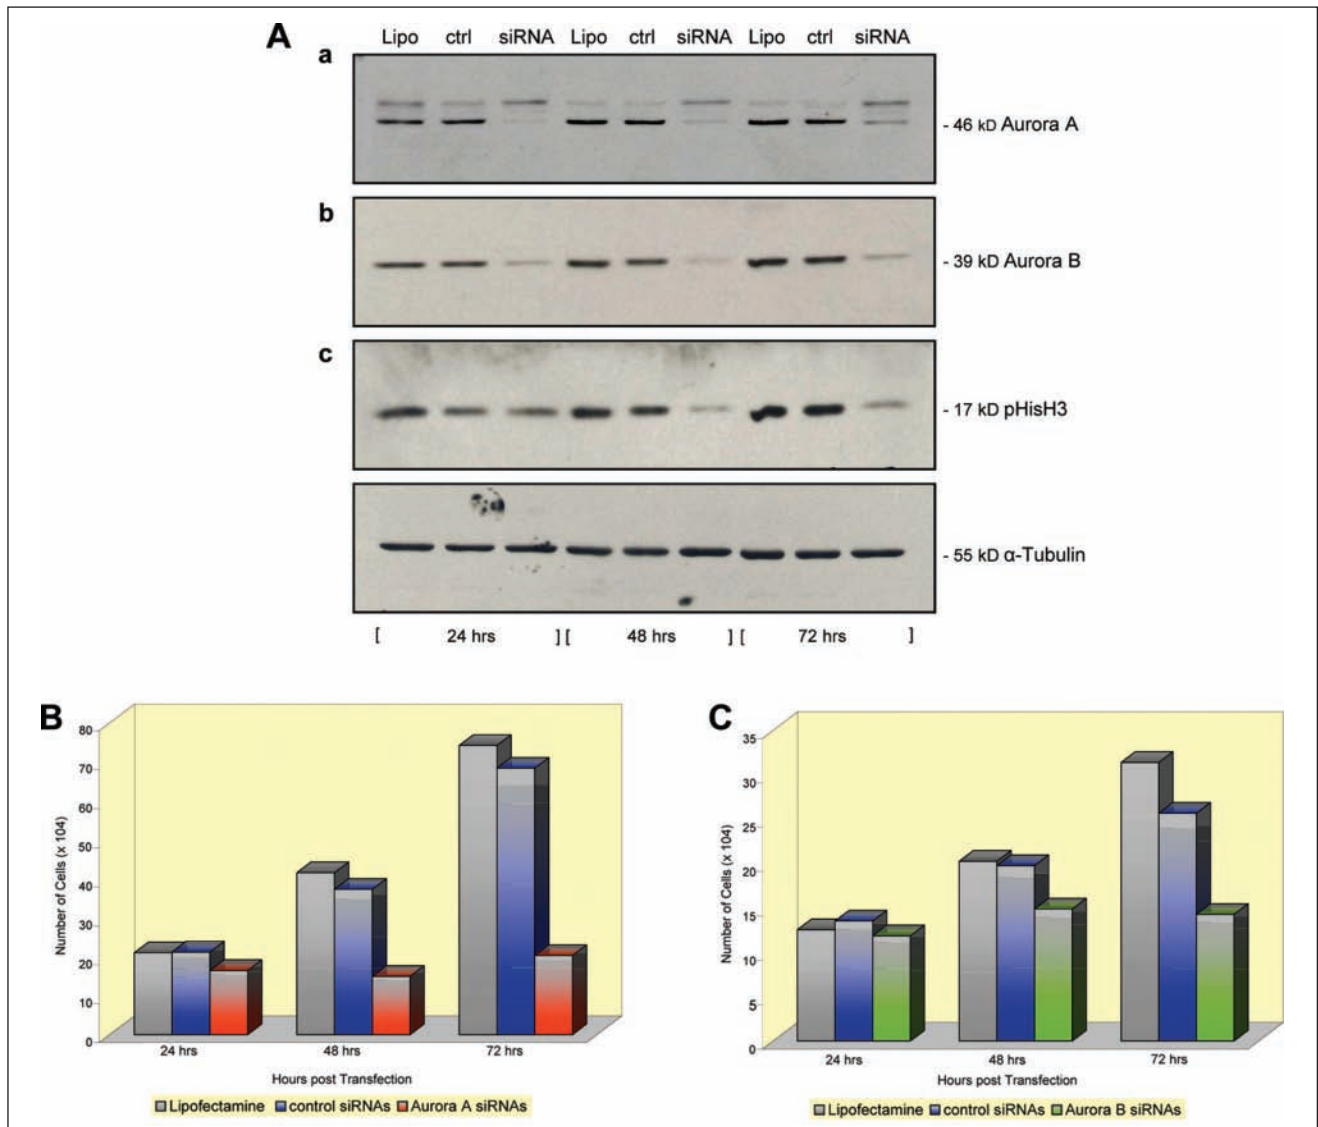 A
Lipo ctrl siRNA Lipo ctrl siRNA Lipo ctrl siRNA
a
- 46 kD Aurora A
b
- 39 kD Aurora B
c
- 17 kD pHisH3
- 55 kD α-Tubulin
[ 24 hrs ] [ 48 hrs ] [ 72 hrs ]
B
80
70
60
50
40
30
20
10
0
Number of Cells (x 104)
24 hrs 48 hrs 72 hrs
Hours post Transfection
Lipofectamine control siRNAs Aurora A siRNAs
C
35
30
25
20
15
10
5
0
Number of Cells (x 104)
24 hrs 48 hrs 72 hrs
Hours post Transfection
Lipofectamine control siRNAs Aurora B siRNAs